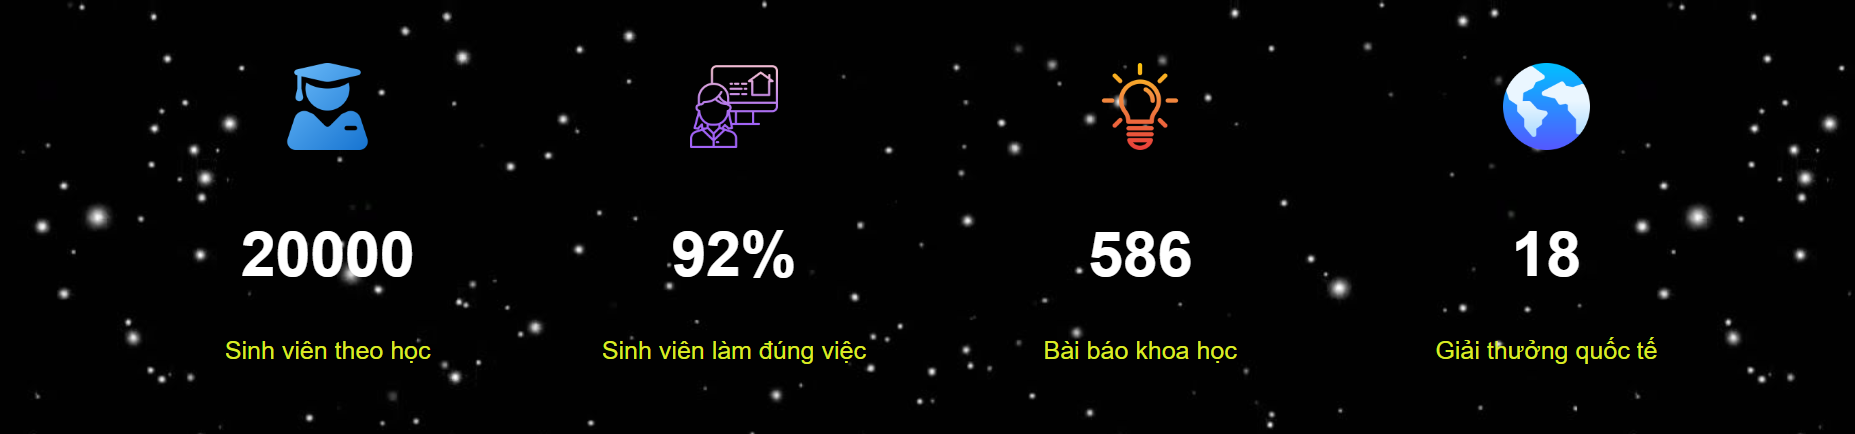 20000
92%
586
18
Sinh viên theo học
Sinh viên làm đúng việc
Bài báo khoa học
Giải thưởng quốc tế